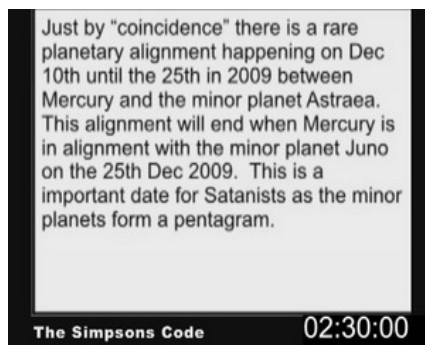 Just by “coincidence” there is a rare
planetary alignment happening on Dec
10th until the 25th in 2009 between
Mercury and the minor planet Astraea.
This alignment will end when Mercury is
in alignment with the minor planet Juno
on the 25th Dec 2009.  This is a
important date for Satanists as the minor
planets form a pentagram.
The Simpsons Code
02:30:00